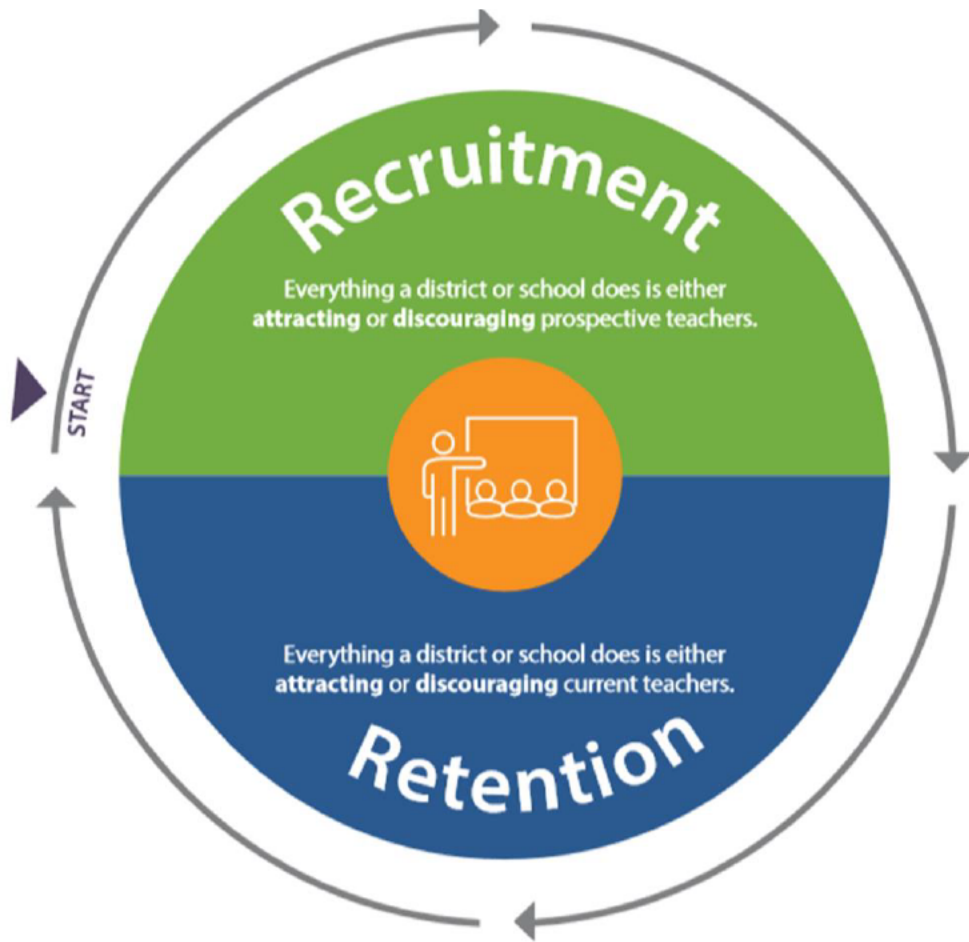 Recruitment
Everything a district or school does is either
attracting or discouraging prospective teachers.
START
Everything a district or school does is either
attracting or discouraging current teachers.
Retention